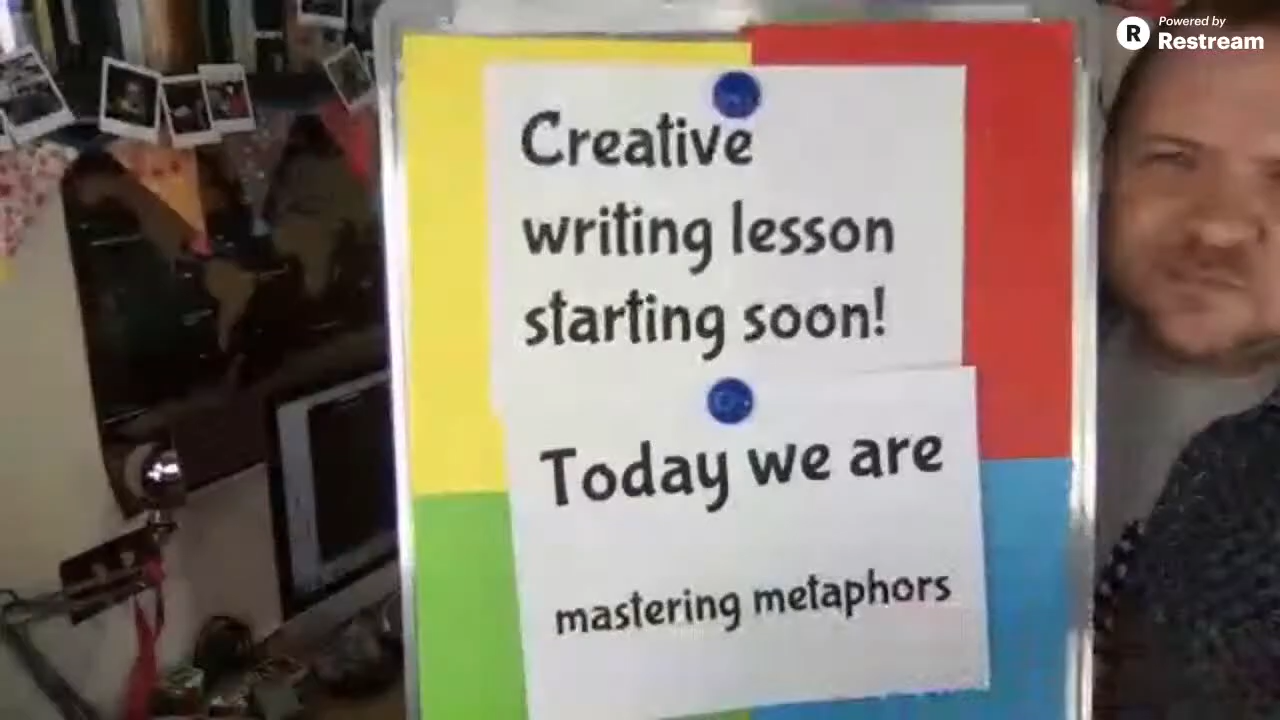 Powered by
R Restream
Creative
writing lesson
starting soon!
Today we are
mastering metaphors